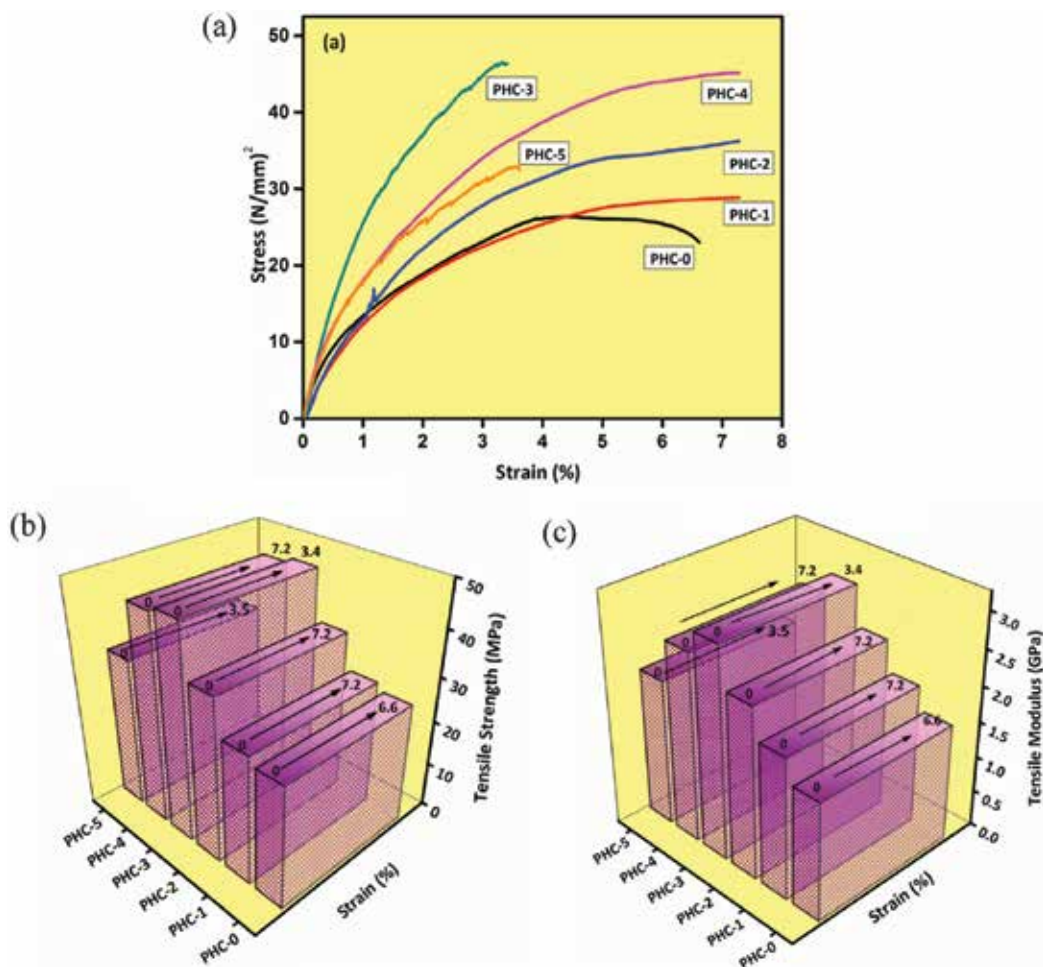 (a)
(a)
50
40
30
20
10
0
Stress (N/mm)²
PHC-3
PHC-4
PHC-5
PHC-2
PHC-1
PHC-0
0 1 2 3 4 5 6 7 8
Strain (%)
(b)
7.2
3.4
0
0
3.5
0
7.2
0
7.2
0
6.6
0
50
40
30
20
10
0
Tensile Strength (MPa)
PHC-5
PHC-4
PHC-3
PHC-2
PHC-1
PHC-0
Strain (%)
(c)
7.2
3.4
0
0
3.5
0
7.2
0
7.2
0
6.6
0
3.0
2.5
2.0
1.5
1.0
0.5
0.0
Tensile Modulus (GPa)
PHC-5
PHC-4
PHC-3
PHC-2
PHC-1
PHC-0
Strain (%)